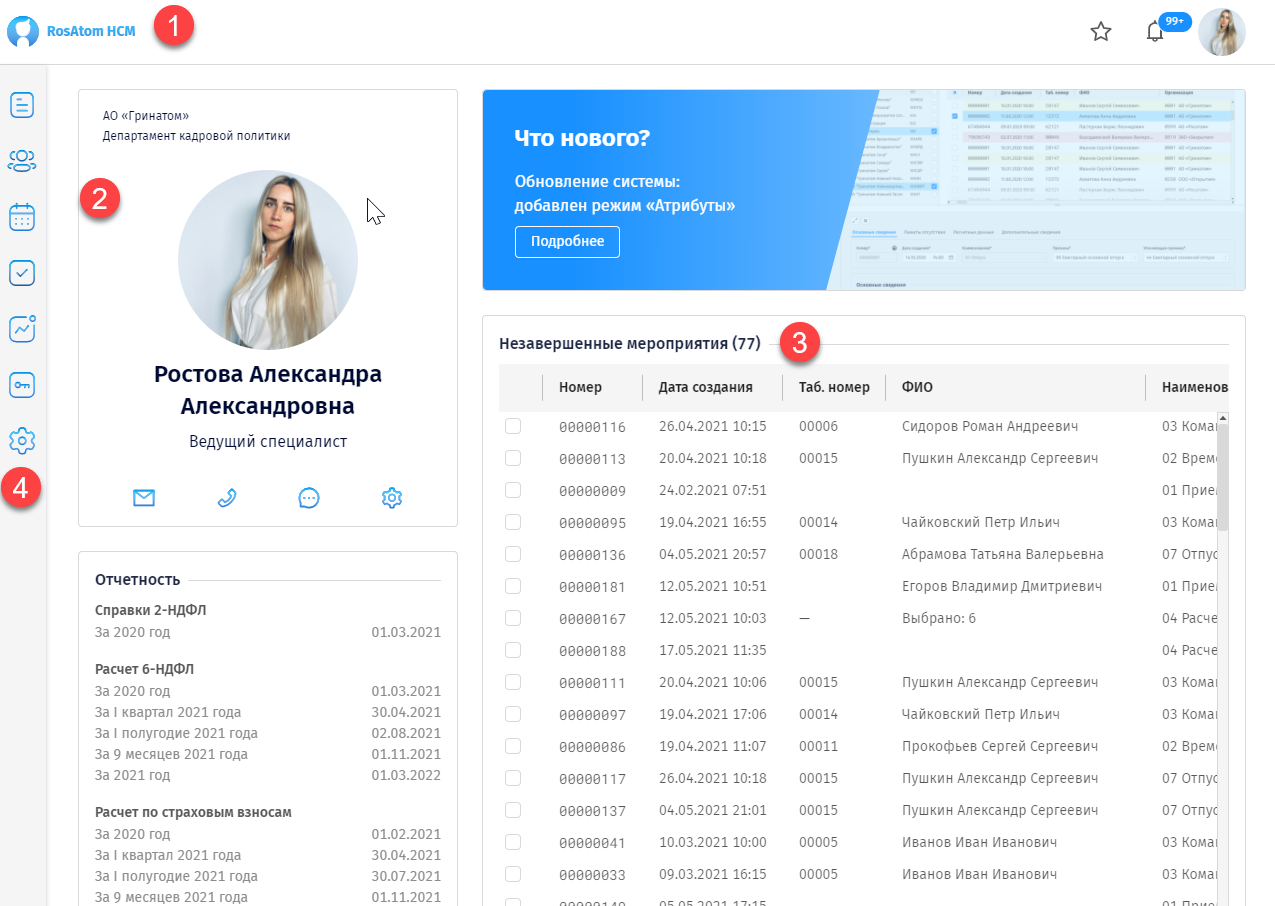 RosAtom HCM
1
99+
АО «Гринатом»
Департамент кадровой политики
2
Ростова Александра
Александровна
Ведущий специалист
4
Что нового?
Обновление системы:
добавлен режим «Атрибуты»
Подробнее
Отчетность
Справки 2-НДФЛ
За 2020 год 01.03.2021
Расчет 6-НДФЛ
За 2020 год 01.03.2021
За I квартал 2021 года 30.04.2021
За I полугодие 2021 года 02.08.2021
За 9 месяцев 2021 года 01.11.2021
За 2021 год 01.03.2022
Расчет по страховым взносам
За 2020 год 01.02.2021
За I квартал 2021 года 30.04.2021
За I полугодие 2021 года 30.07.2021
За 9 месяцев 2021 года 01.11.2021
Незавершенные мероприятия (77) 3
Номер Дата создания Таб. номер ФИО Наименов
00000116 26.04.2021 10:15 00006 Сидоров Роман Андреевич 03 Кома
00000113 20.04.2021 10:18 00015 Пушкин Александр Сергеевич 02 Врем
00000009 24.02.2021 07:51 01 Прие
00000095 19.04.2021 16:55 00014 Чайковский Петр Ильич 03 Кома
00000136 04.05.2021 20:57 00018 Абрамова Татьяна Валерьевна 07 Отпус
00000181 12.05.2021 10:51 Егоров Владимир Дмитриевич 01 Прие
00000167 12.05.2021 10:03 — Выбрано: 6 04 Расче
00000188 17.05.2021 11:35 04 Расче
00000111 20.04.2021 10:06 00015 Пушкин Александр Сергеевич 03 Кома
00000097 19.04.2021 17:06 00014 Чайковский Петр Ильич 03 Кома
00000086 19.04.2021 11:07 00011 Прокофьев Сергей Сергеевич 02 Врем
00000117 26.04.2021 10:18 00015 Пушкин Александр Сергеевич 07 Отпус
00000137 04.05.2021 21:01 00015 Пушкин Александр Сергеевич 07 Отпус
00000041 10.03.2021 10:00 00005 Иванов Иван Иванович 03 Кома
00000033 09.03.2021 16:15 00005 Иванов Иван Иванович 03 Кома